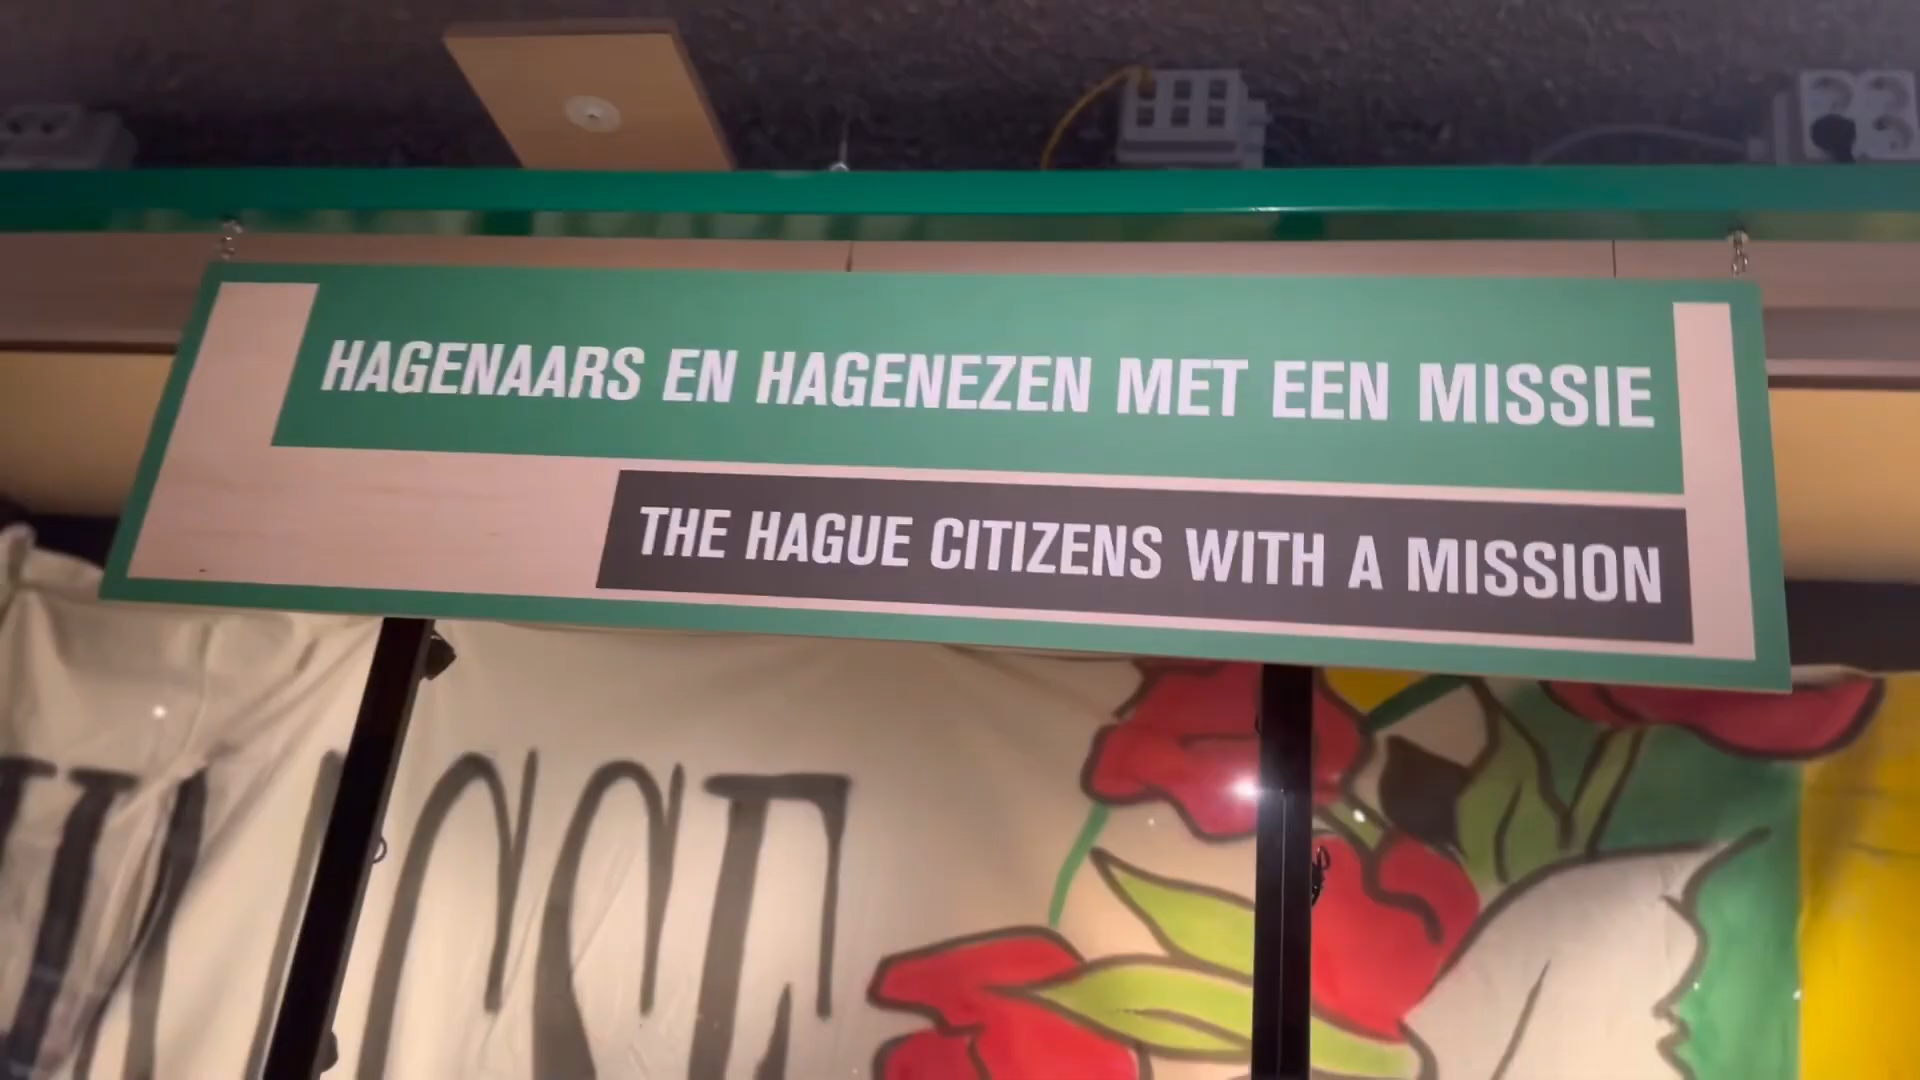 HAGENAARS EN HAGENEZEN MET EEN MISSIE
THE HAGUE CITIZENS WITH A MISSION